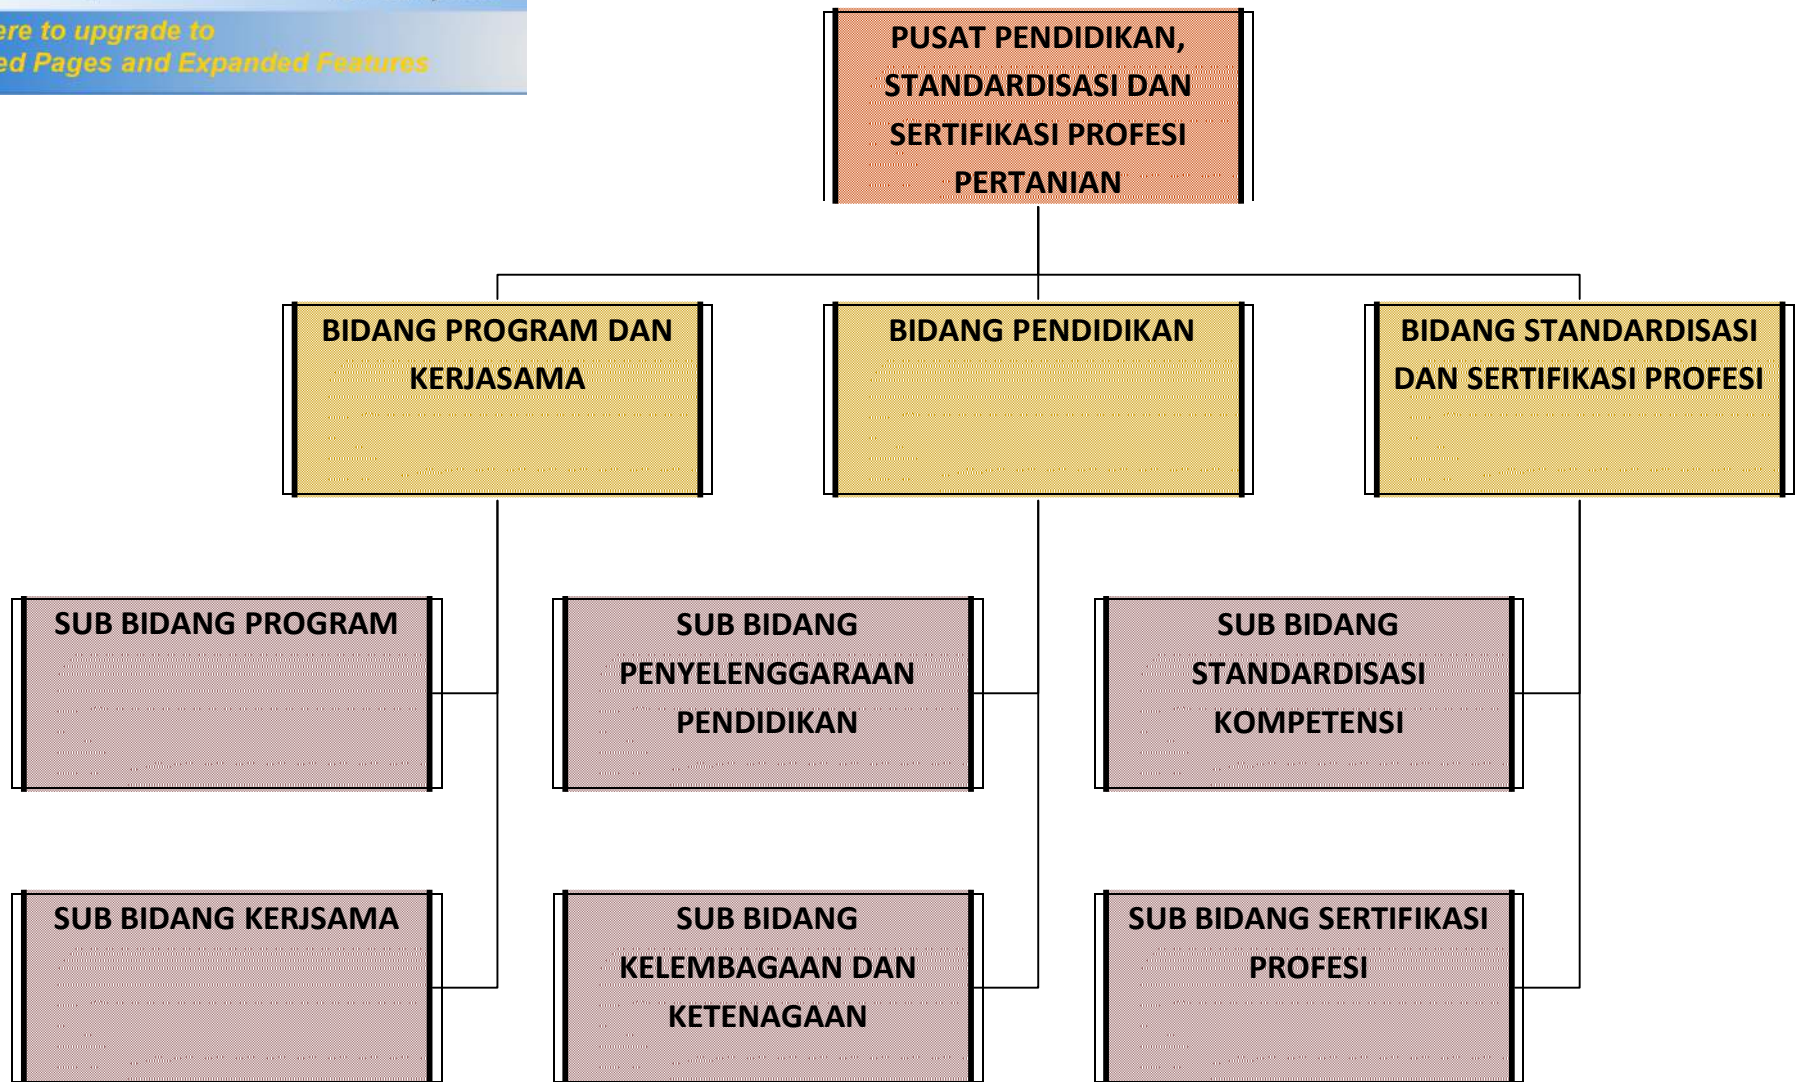 ere to upgrade to
ed Pages and Expanded Features
PUSAT PENDIDIKAN,
STANDARDISASI DAN
SERTIFIKASI PROFESI
PERTANIAN
BIDANG PROGRAM DAN
KERJASAMA
BIDANG PENDIDIKAN
BIDANG STANDARDISASI
DAN SERTIFIKASI PROFESI
SUB BIDANG PROGRAM
SUB BIDANG
PENYELENGGARAAN
PENDIDIKAN
SUB BIDANG
STANDARDISASI
KOMPETENSI
SUB BIDANG KERJSAMA
SUB BIDANG
KELEMBAGAAN DAN
KETENAGAAN
SUB BIDANG SERTIFIKASI
PROFESI